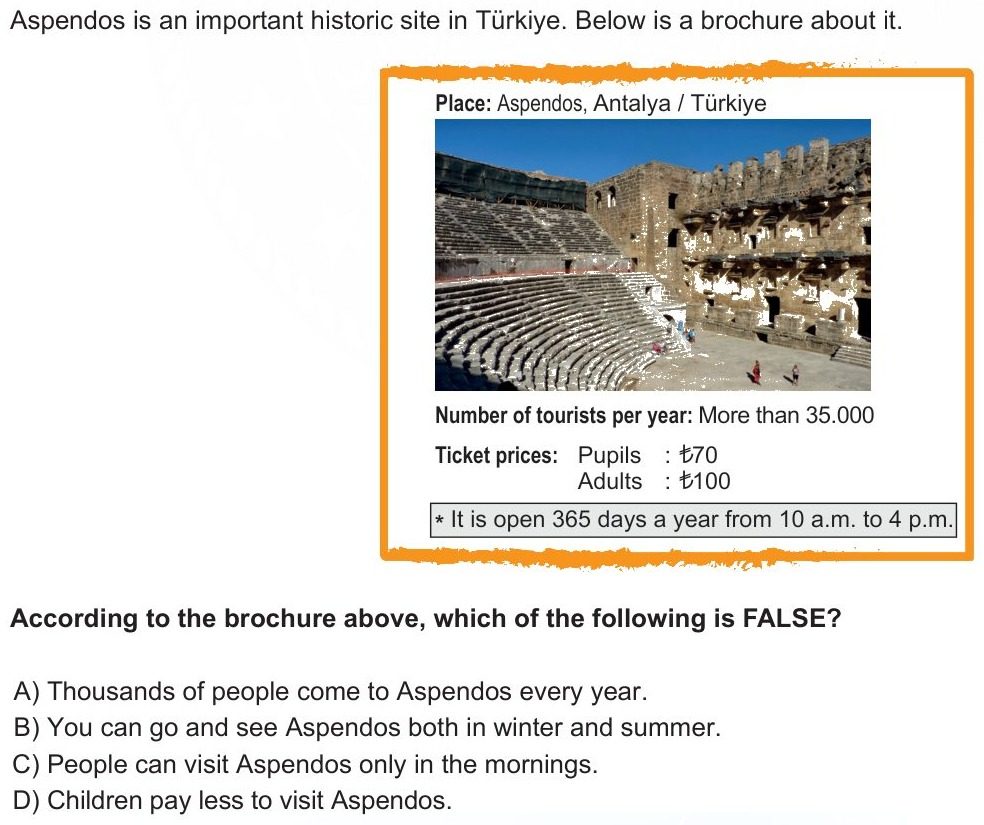 Aspendos is an important historic site in Türkiye. Below is a brochure about it.
Place: Aspendos, Antalya / Türkiye
Number of tourists per year: More than 35.000
Ticket prices: Pupils : ₺70
Adults : ₺100
* It is open 365 days a year from 10 a.m. to 4 p.m.
According to the brochure above, which of the following is FALSE?
A) Thousands of people come to Aspendos every year.
B) You can go and see Aspendos both in winter and summer.
C) People can visit Aspendos only in the mornings.
D) Children pay less to visit Aspendos.